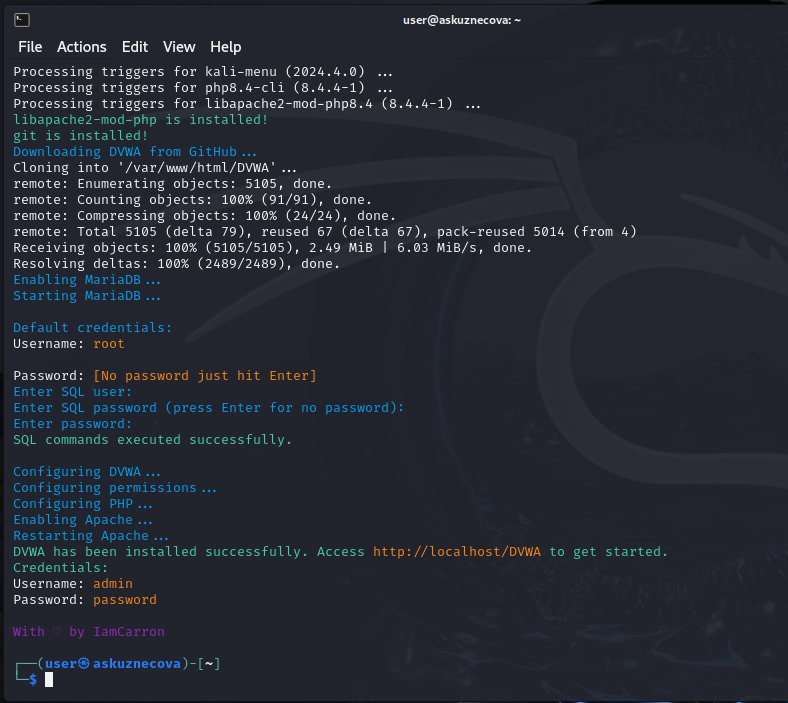 user@askuznecova: ~
File Actions Edit View Help
Processing triggers for kali-menu (2024.4.0) ...
Processing triggers for php8.4-cli (8.4.4-1) ...
Processing triggers for libapache2-mod-php8.4 (8.4.4-1) ...
libapache2-mod-php is installed!
git is installed!
Downloading DVWA from GitHub...
Cloning into '/var/www/html/DVWA'...
remote: Enumerating objects: 5105, done.
remote: Counting objects: 100% (91/91), done.
remote: Compressing objects: 100% (24/24), done.
remote: Total 5105 (delta 79), reused 67 (delta 67), pack-reused 5014 (from 4)
Receiving objects: 100% (5105/5105), 2.49 MiB | 6.03 MiB/s, done.
Resolving deltas: 100% (2489/2489), done.
Enabling MariaDB...
Starting MariaDB...
Default credentials:
Username: root
Password: [No password just hit Enter]
Enter SQL user:
Enter SQL password (press Enter for no password):
Enter password:
SQL commands executed successfully.
Configuring DVWA...
Configuring permissions...
Configuring PHP...
Enabling Apache...
Restarting Apache...
DVWA has been installed successfully. Access http://localhost/DVWA to get started.
Credentials:
Username: admin
Password: password
With ♡ by IamCarron
┌──(user㉿askuznecova)-[~]
└─$